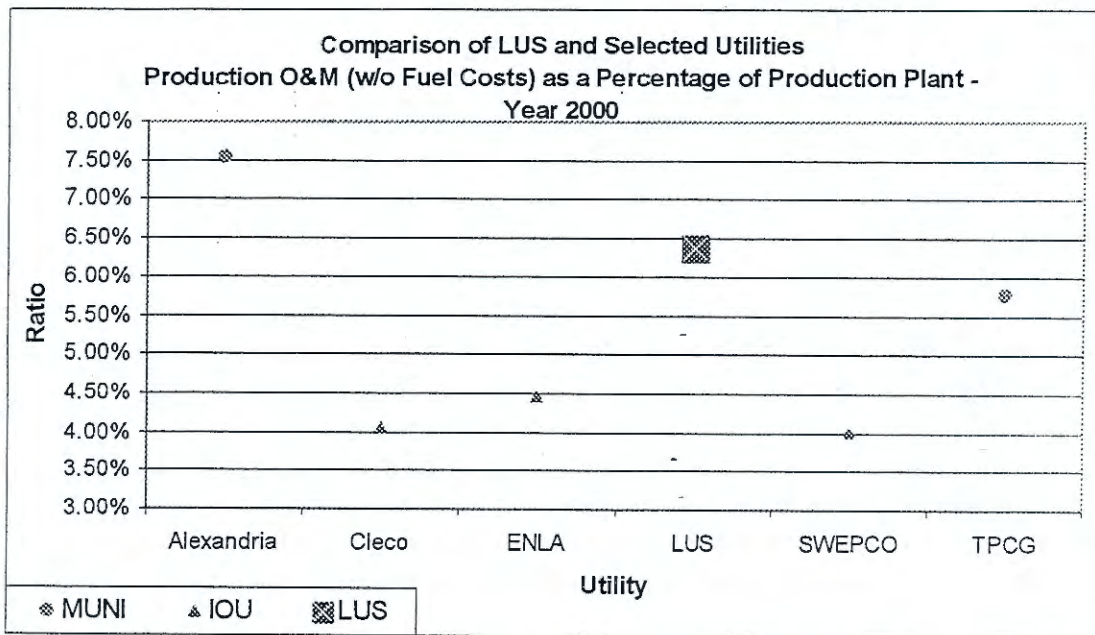 Comparison of LUS and Selected Utilities
Production O&M (w/o Fuel Costs) as a Percentage of Production Plant -
Year 2000
8.00%
7.50%
7.00%
6.50%
6.00%
5.50%
5.00%
4.50%
4.00%
3.50%
3.00%
Ratio
Alexandria Cleco ENLA LUS SWEPCO TPCG
Utility
MUNI IOU LUS